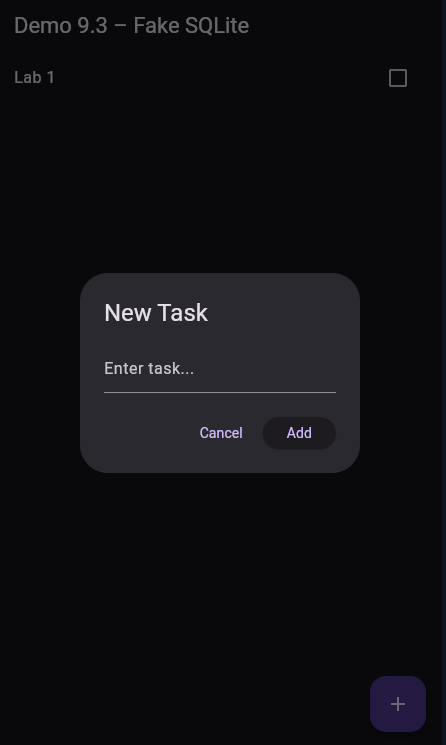 Demo 9.3 – Fake SQLite
Lab 1
New Task
Enter task...
Cancel Add